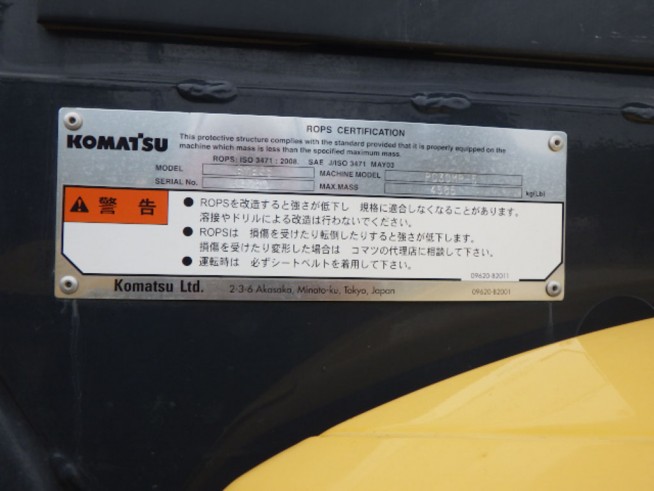 ROPS CERTIFICATION
KOMATSU
This protective structure complies with the standard provided that it is properly equipped on the
machine which mass is less than the specified maximum mass.
ROPS: ISO 3471 : 2008. SAE J/ISO 3471 MAY03
MODEL MACHINE MODEL
SERIAL No. MAX.MASS kg(Lb)
警告
● ROPSを改造すると強さが低下し 規格に適合しなくなることがあります。
溶接やドリルによる改造は行わないでください。
● ROPSは 損傷を受けたり転倒したりすると強さが低下します。
損傷を受けたり変形した場合は コマツの代理店に相談して下さい。
● 運転時は 必ずシートベルトを着用して下さい。
09620-B2011
Komatsu Ltd. 2-3-6 Akasaka, Minato-ku, Tokyo, Japan 09620-B2001